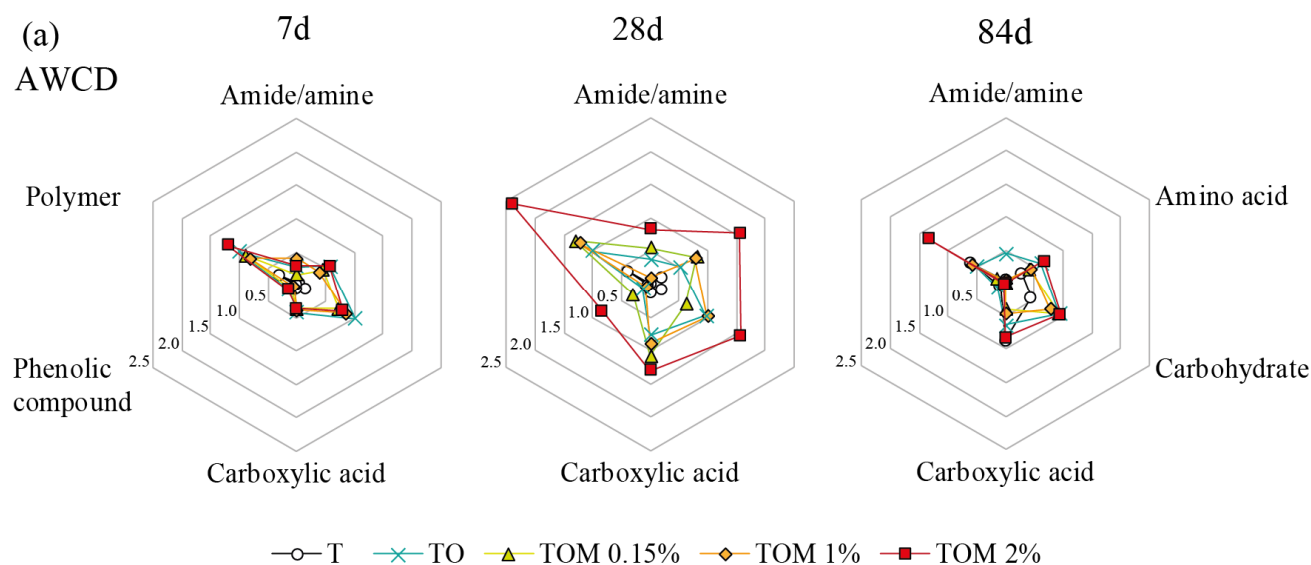 (a)
AWCD
7d
28d
84d
Amide/amine
Amide/amine
Amide/amine
Polymer
Amino acid
0.5
1.0
1.5
2.0
2.5
0.5
1.0
1.5
2.0
2.5
0.5
1.0
1.5
2.0
2.5
Phenolic
compound
Carbohydrate
Carboxylic acid
Carboxylic acid
Carboxylic acid
T
TO
TOM 0.15%
TOM 1%
TOM 2%